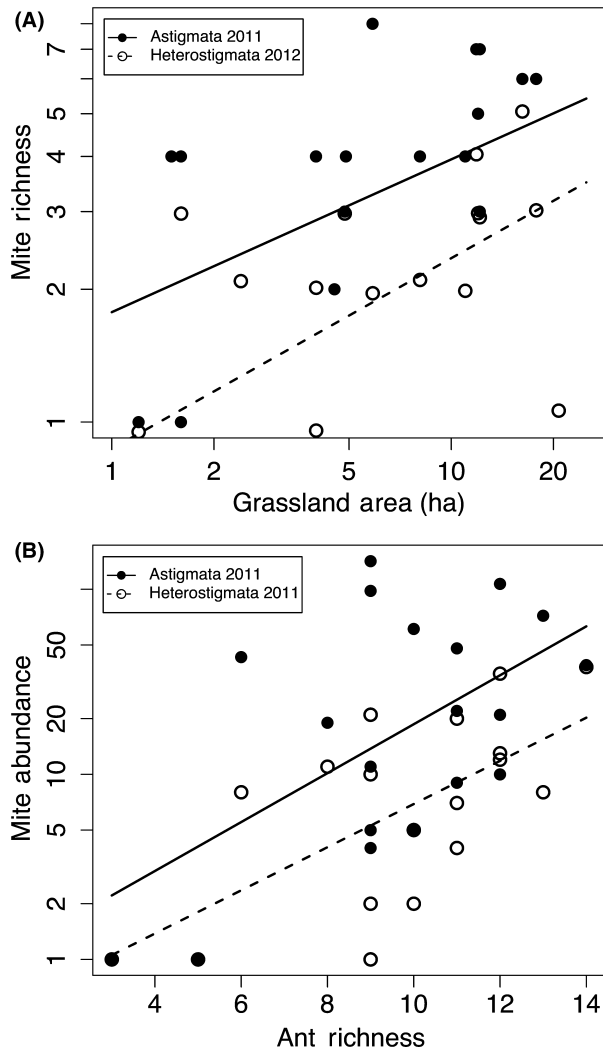 (A)
Astigmata 2011
Heterostigmata 2012
Mite richness
7
5
4
3
2
1
1 2 5 10 20
Grassland area (ha)
(B)
Astigmata 2011
Heterostigmata 2011
Mite abundance
50
20
10
5
2
1
4 6 8 10 12 14
Ant richness